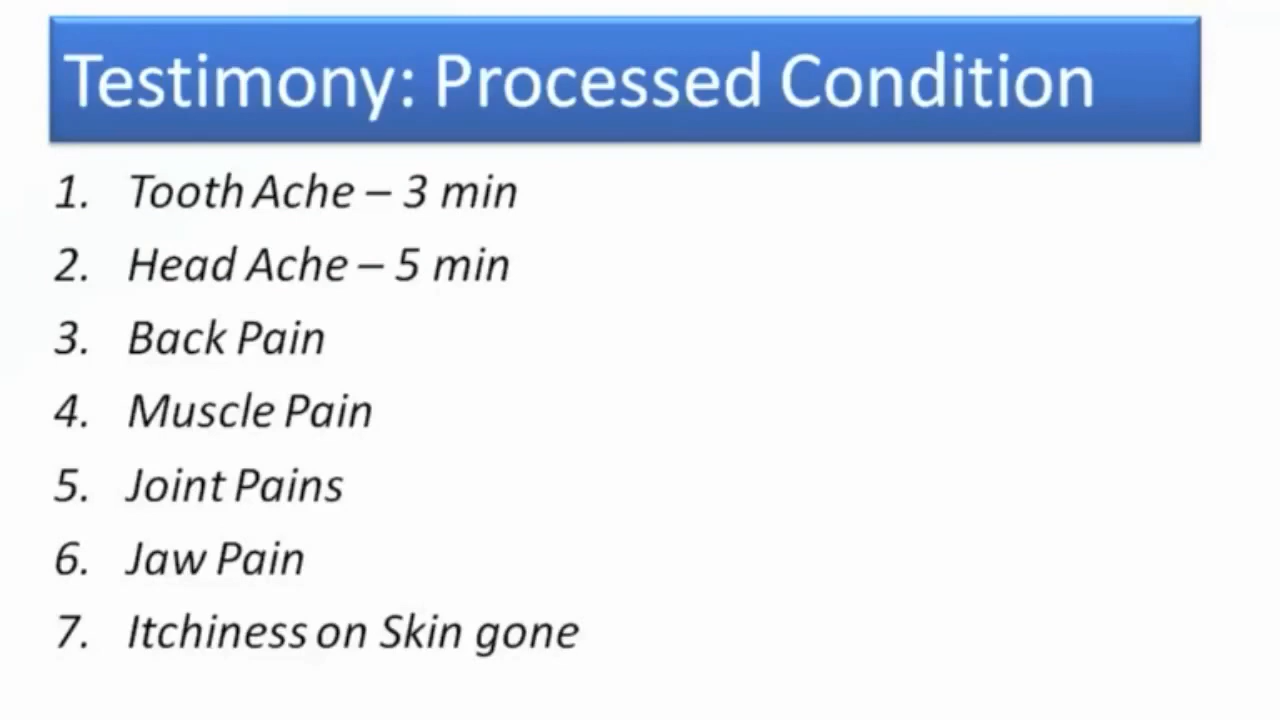 Testimony: Processed Condition
1. Tooth Ache – 3 min
2. Head Ache – 5 min
3. Back Pain
4. Muscle Pain
5. Joint Pains
6. Jaw Pain
7. Itchiness on Skin gone